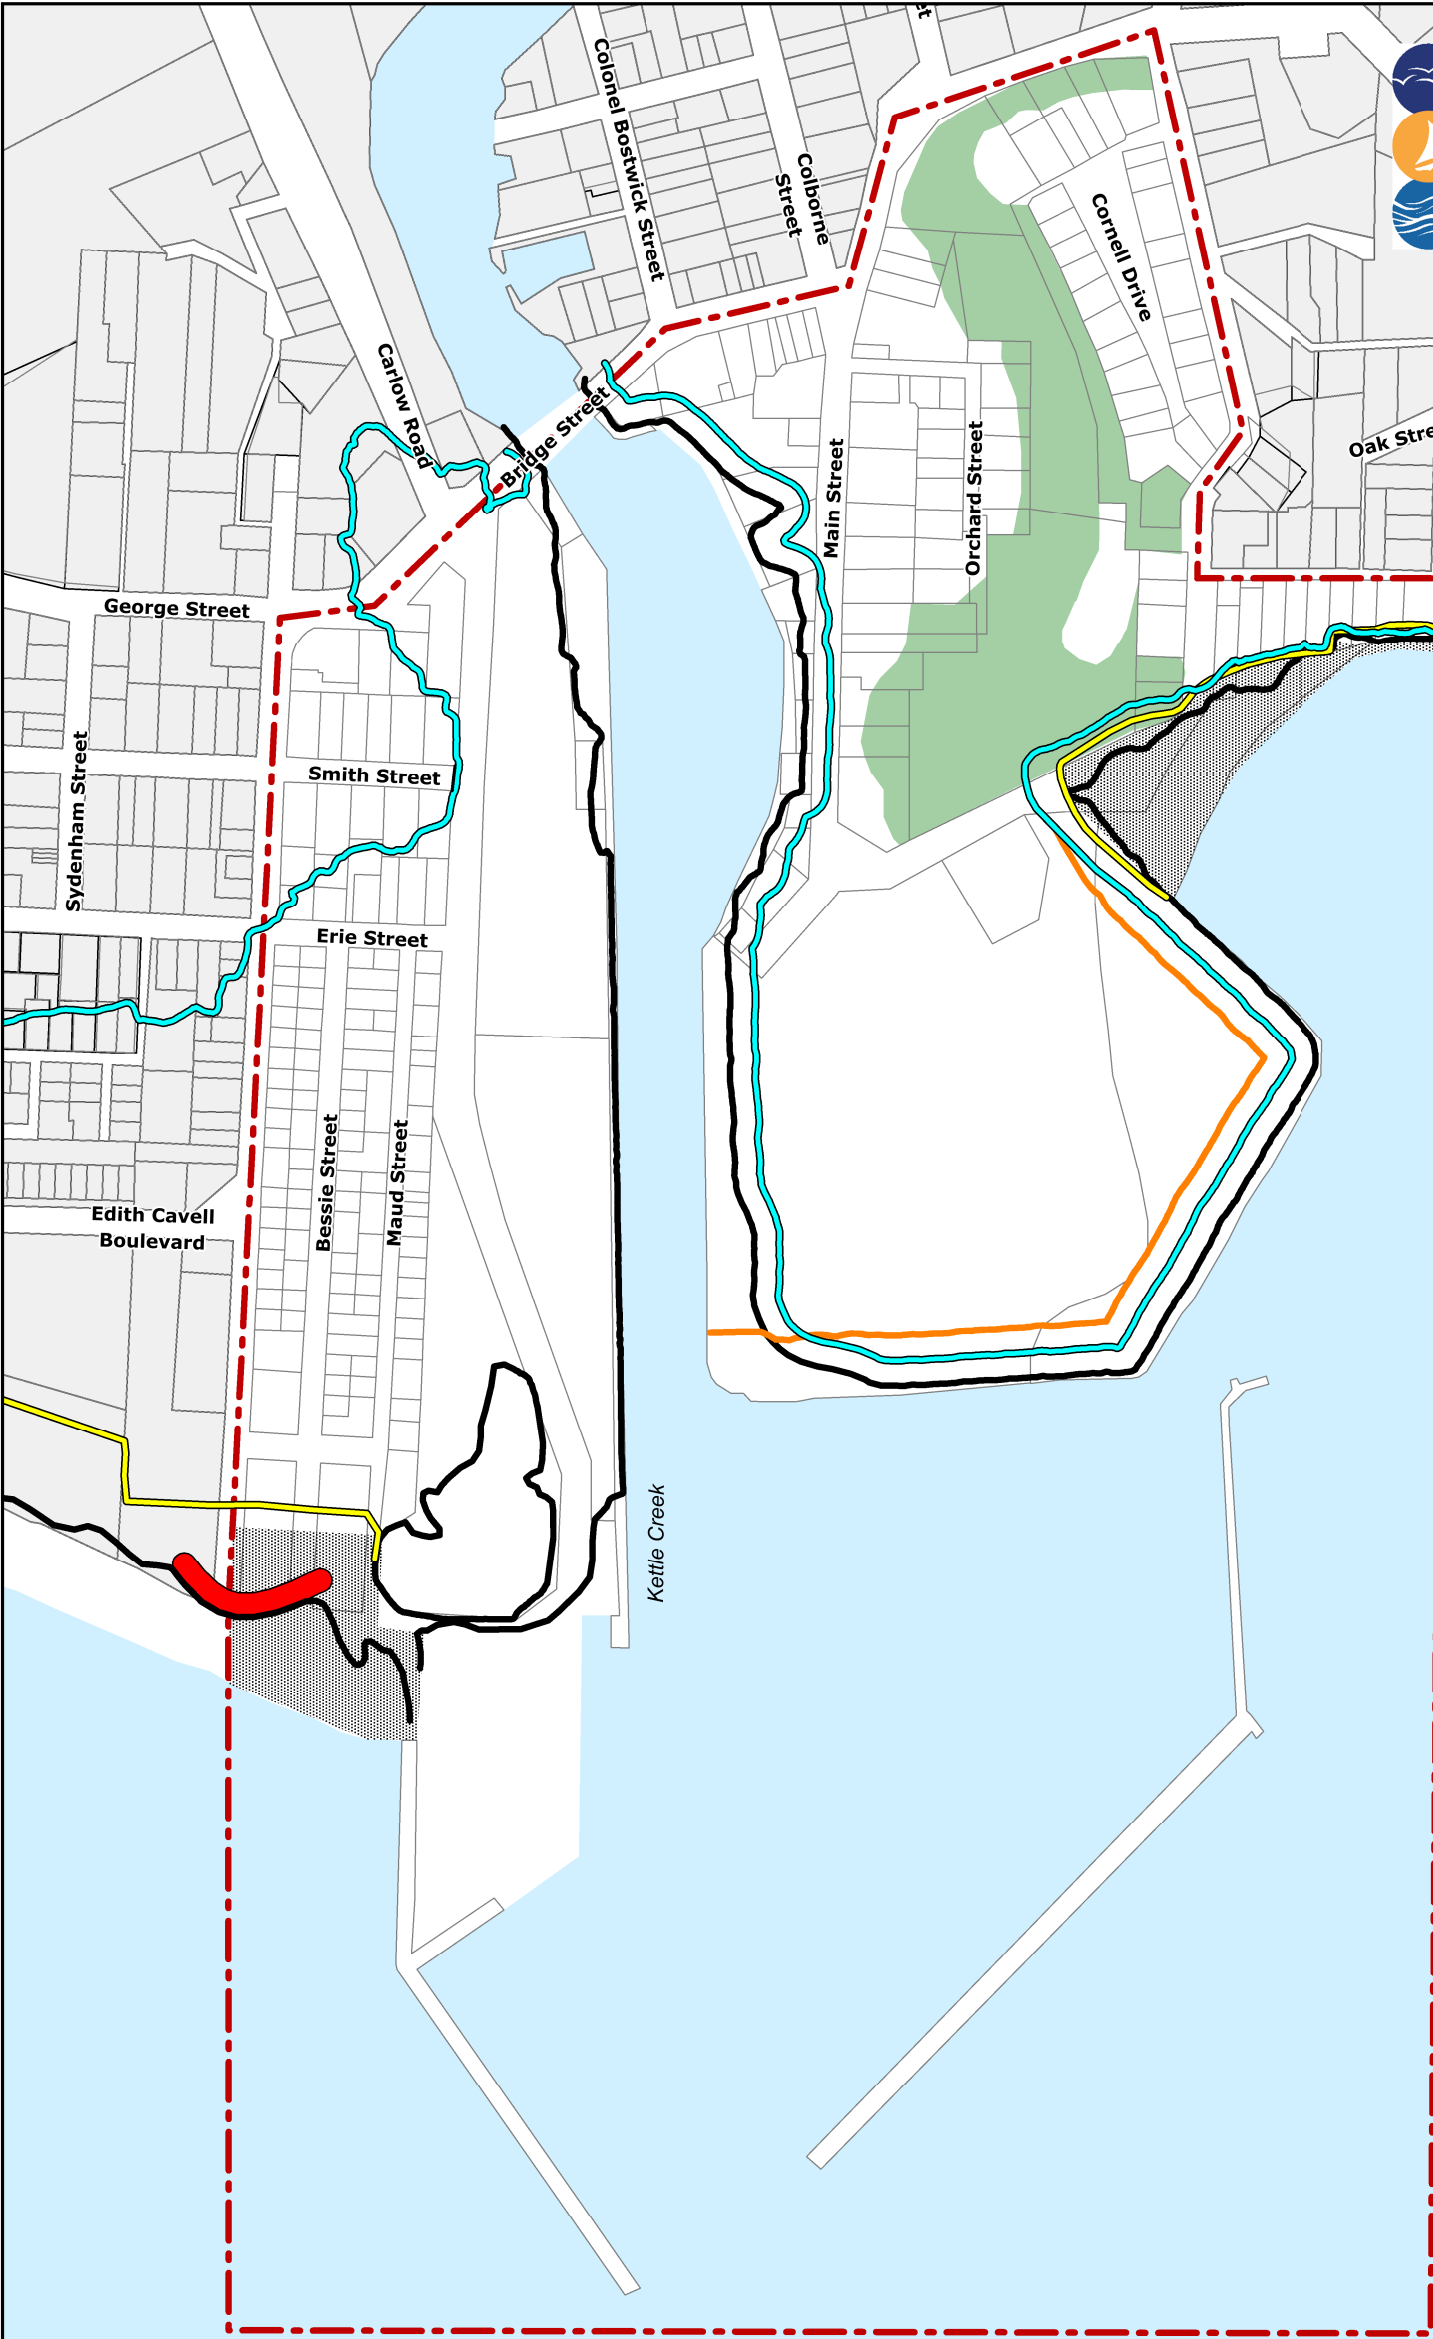 Colonel Bostwick Street
Colborne
Street
Cornell Drive
Carlow Road
Bridge Street
Main Street
Orchard Street
George Street
Smith Street
Sydenham Street
Erie Street
Bessie Street
Maud Street
Edith Cavell
Boulevard
Kettle Creek
Oak